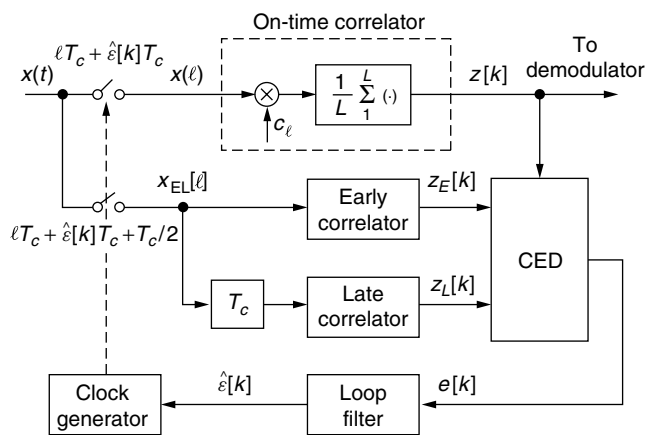 On-time correlator
ℓT_c + ε̂[k]T_c
x(t)
x(ℓ)
1/L Σ_1^L (·)
c_ℓ
z[k]
To
demodulator
x_EL[ℓ]
ℓT_c + ε̂[k]T_c + T_c/2
Early
correlator
z_E[k]
CED
T_c
Late
correlator
z_L[k]
Clock
generator
ε̂[k]
Loop
filter
e[k]